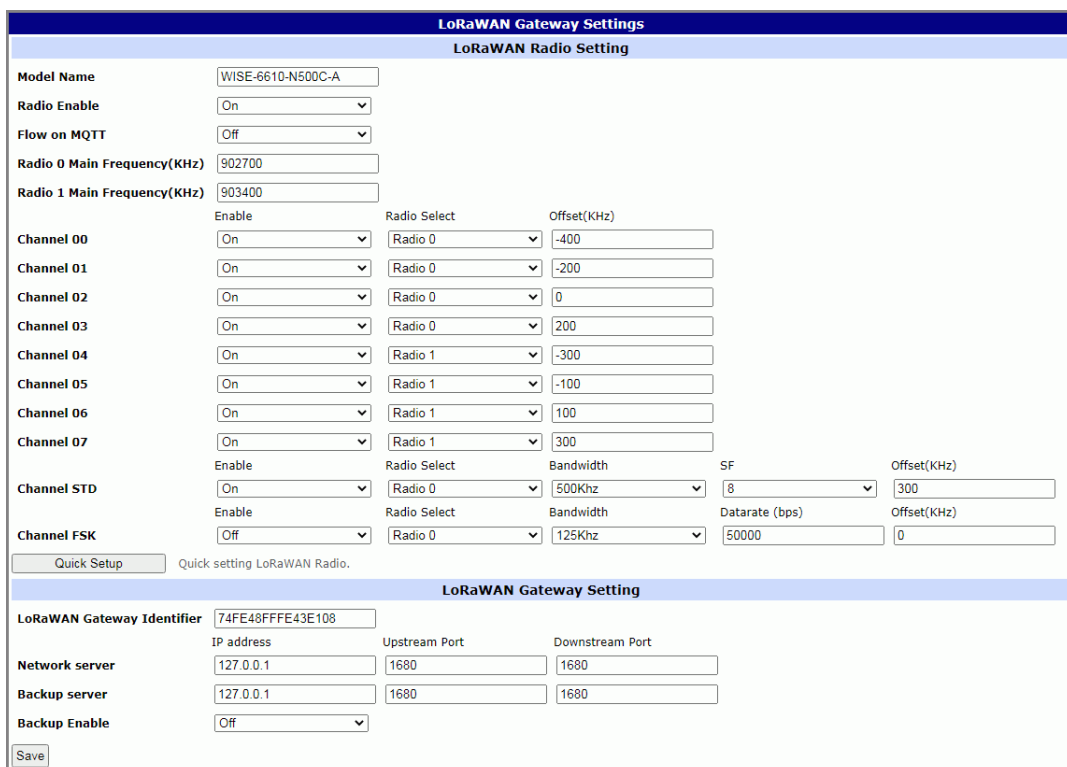 LoRaWAN Gateway Settings
LoRaWAN Radio Setting
Model Name WISE-6610-N500C-A
Radio Enable On
Flow on MQTT Off
Radio 0 Main Frequency(KHz) 902700
Radio 1 Main Frequency(KHz) 903400
Enable Radio Select Offset(KHz)
Channel 00 On Radio 0 -400
Channel 01 On Radio 0 -200
Channel 02 On Radio 0 0
Channel 03 On Radio 0 200
Channel 04 On Radio 1 -300
Channel 05 On Radio 1 -100
Channel 06 On Radio 1 100
Channel 07 On Radio 1 300
Enable Radio Select Bandwidth SF Offset(KHz)
Channel STD On Radio 0 500Khz 8 300
Enable Radio Select Bandwidth Datarate (bps) Offset(KHz)
Channel FSK Off Radio 0 125Khz 50000 0
Quick Setup Quick setting LoRaWAN Radio.
LoRaWAN Gateway Setting
LoRaWAN Gateway Identifier 74FE48FFFE43E108
IP address Upstream Port Downstream Port
Network server 127.0.0.1 1680 1680
Backup server 127.0.0.1 1680 1680
Backup Enable Off
Save